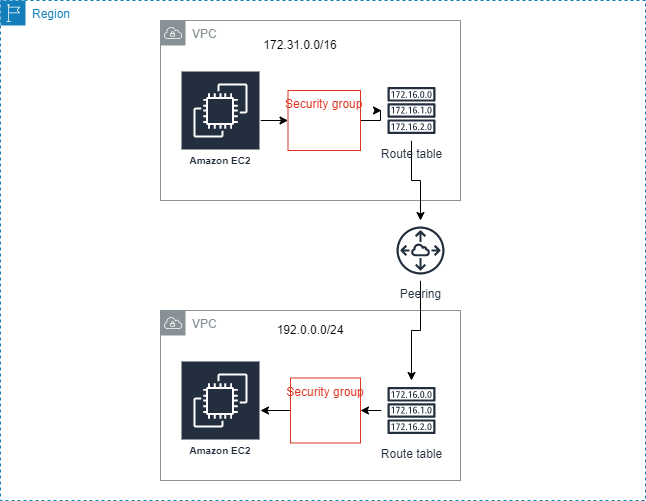 Region
VPC
172.31.0.0/16
Amazon EC2
Security group
172.16.0.0
172.16.1.0
172.16.2.0
Route table
Peering
VPC
192.0.0.0/24
Amazon EC2
Security group
172.16.0.0
172.16.1.0
172.16.2.0
Route table